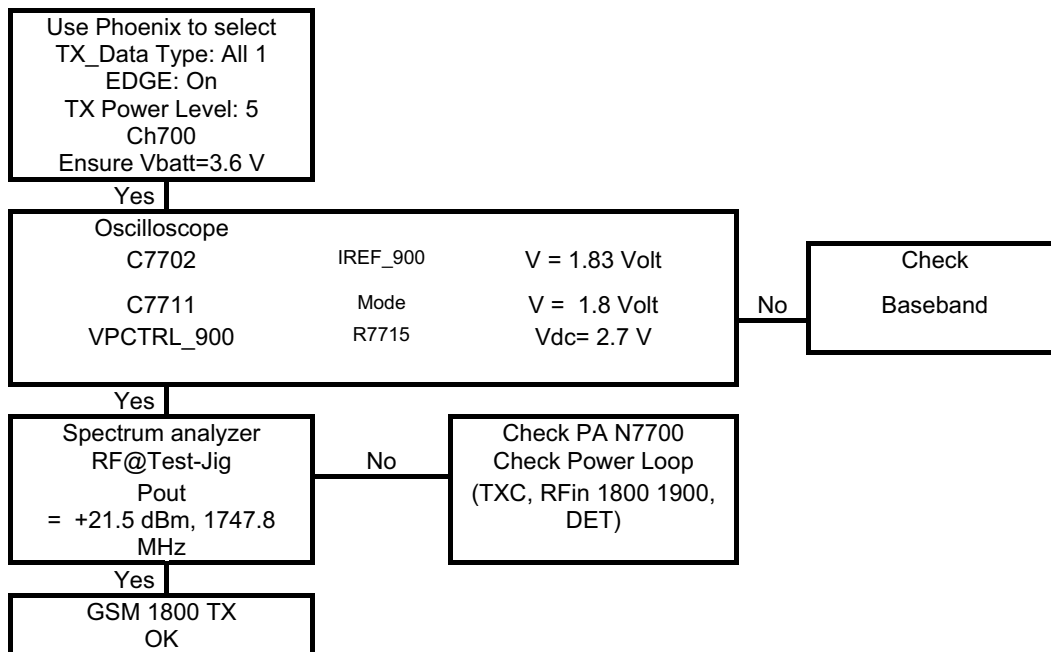 Use Phoenix to select
TX_Data Type: All 1
EDGE: On
TX Power Level: 5
Ch700
Ensure Vbatt=3.6 V
Yes
Oscilloscope
C7702 IREF_900 V = 1.83 Volt
C7711 Mode V = 1.8 Volt
VPCTRL_900 R7715 Vdc= 2.7 V
No
Check
Baseband
Yes
Spectrum analyzer
RF@Test-Jig
Pout
= +21.5 dBm, 1747.8
MHz
No
Check PA N7700
Check Power Loop
(TXC, RFin 1800 1900,
DET)
Yes
GSM 1800 TX
OK